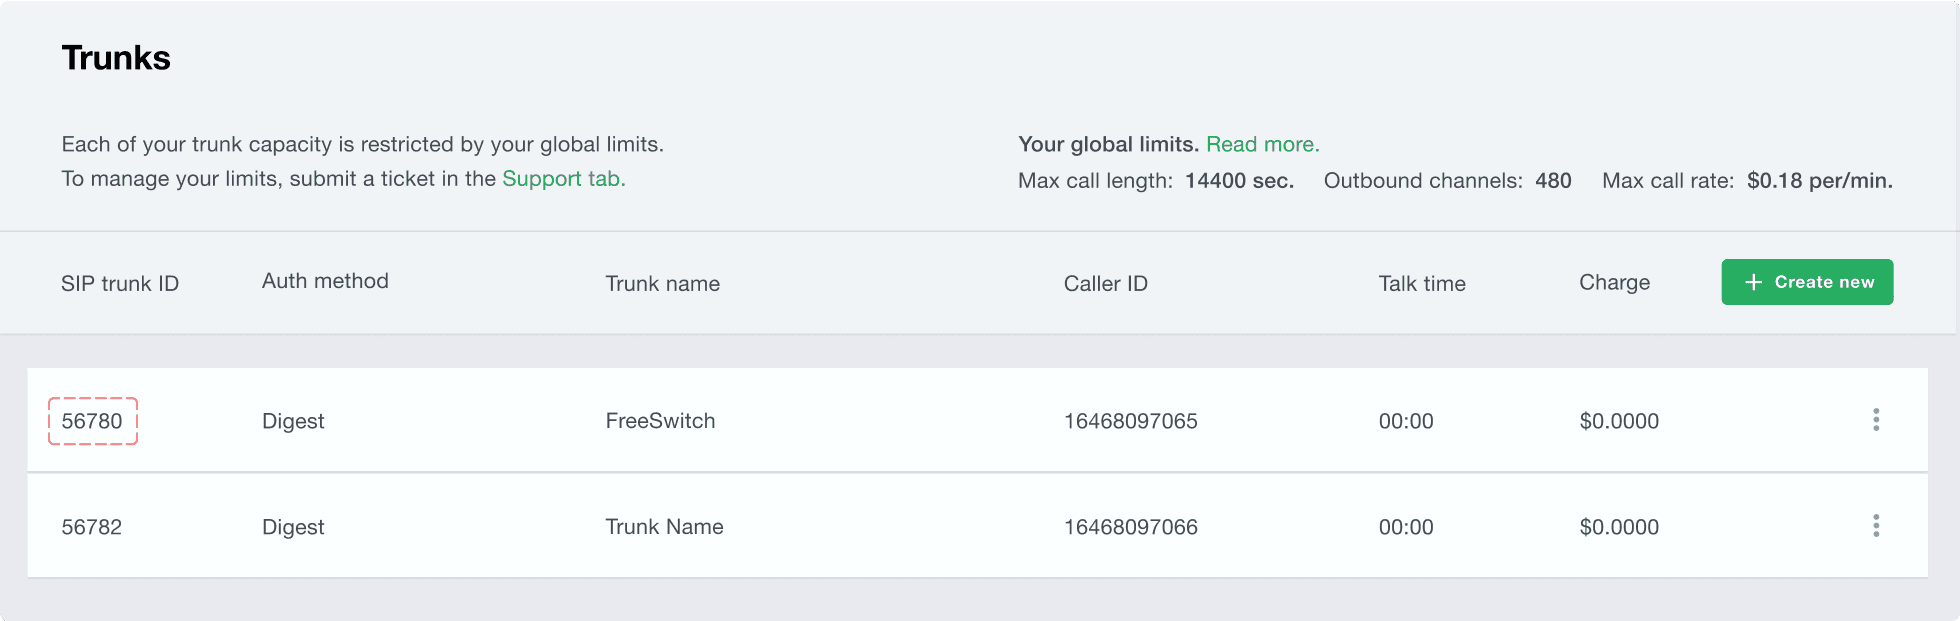 Trunks
Each of your trunk capacity is restricted by your global limits.
To manage your limits, submit a ticket in the Support tab.
Your global limits. Read more.
Max call length: 14400 sec. Outbound channels: 480 Max call rate: $0.18 per/min.
SIP trunk ID Auth method Trunk name Caller ID Talk time Charge + Create new
56780 Digest FreeSwitch 16468097065 00:00 $0.0000
56782 Digest Trunk Name 16468097066 00:00 $0.0000